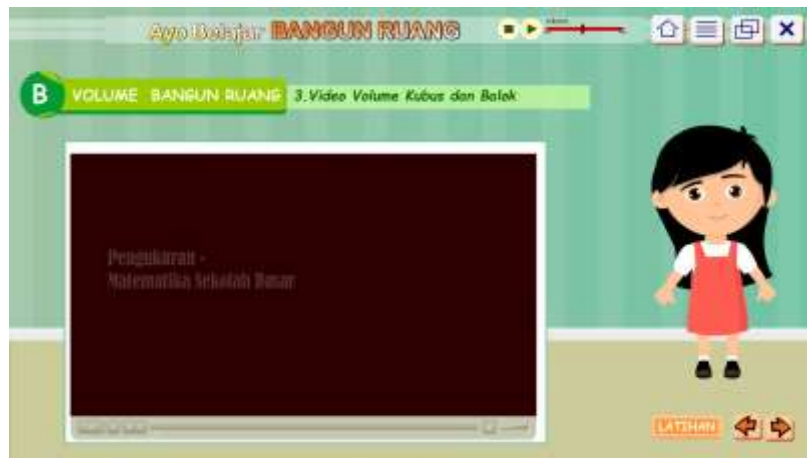 Ayo Belajar BANGUN RUANG
B VOLUME BANGUN RUANG 3.Video Volume Kubus dan Balok
Pengukuran -
Matematika Sekolah Dasar
LATIHAN